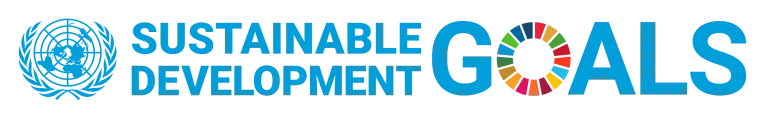 SUSTAINABLE
DEVELOPMENT
GOALS